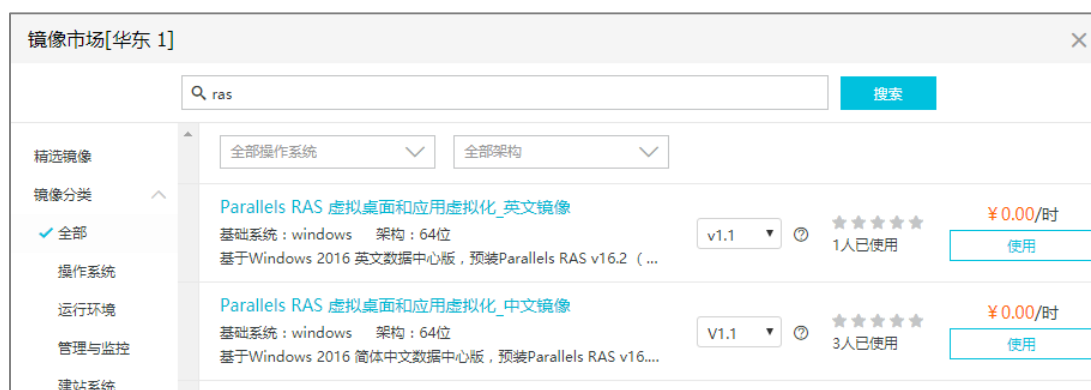 镜像市场[华东 1]
ras
搜索
精选镜像
镜像分类
全部
操作系统
运行环境
管理与监控
建站系统
全部操作系统
全部架构
Parallels RAS 虚拟桌面和应用虚拟化_英文镜像
基础系统：windows 架构：64位
基于Windows 2016 英文数据中心版，预装Parallels RAS v16.2 （ ...
v1.1
1人已使用
¥0.00/时
使用
Parallels RAS 虚拟桌面和应用虚拟化_中文镜像
基础系统：windows 架构：64位
基于Windows 2016 简体中文数据中心版，预装Parallels RAS v16....
V1.1
3人已使用
¥0.00/时
使用